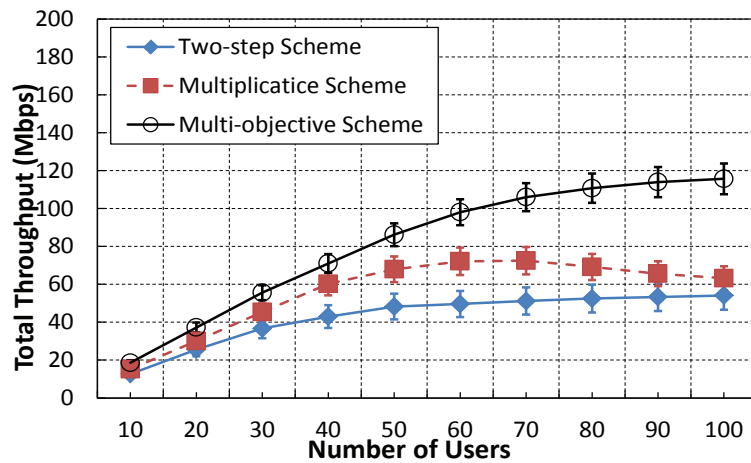 200
180
160
140
120
100
80
60
40
20
0
Total Throughput (Mbps)
Two-step Scheme
Multiplicatice Scheme
Multi-objective Scheme
10 20 30 40 50 60 70 80 90 100
Number of Users